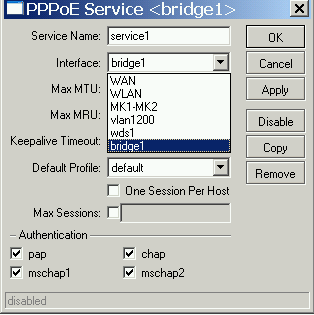 PPPoE Service <bridge1>
Service Name: service1
OK
Interface: bridge1
Cancel
WAN
WLAN
MK1-MK2
vlan1200
wds1
bridge1
Max MTU:
Apply
Max MRU:
Disable
Keepalive Timeout:
Copy
Default Profile: default
Remove
One Session Per Host
Max Sessions:
Authentication
pap
chap
mschap1
mschap2
disabled